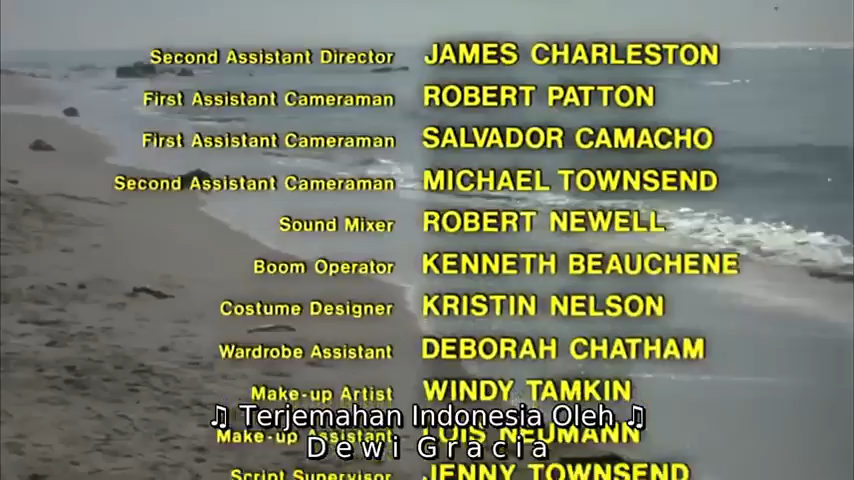 Second Assistant Director JAMES CHARLESTON
First Assistant Cameraman ROBERT PATTON
First Assistant Cameraman SALVADOR CAMACHO
Second Assistant Cameraman MICHAEL TOWNSEND
Sound Mixer ROBERT NEWELL
Boom Operator KENNETH BEAUCHENE
Costume Designer KRISTIN NELSON
Wardrobe Assistant DEBORAH CHATHAM
Make-up Artist WINDY TAMKIN
♫ Terjemahan Indonesia Oleh ♫
Make-up Assistant LOIS NEUMANN
Dewi Gracia
Script Supervisor JENNY TOWNSEND